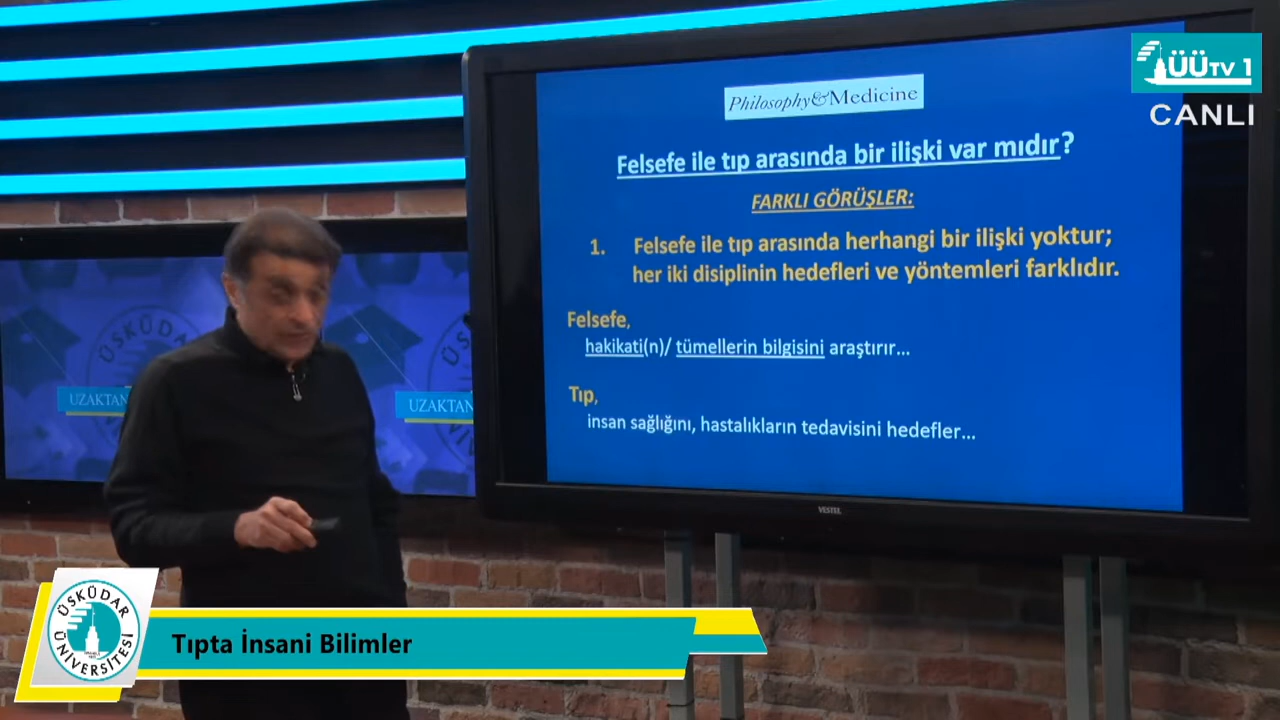 ÜÜTV 1
CANLI
Philosophy&Medicine
Felsefe ile tıp arasında bir ilişki var mıdır?
FARKLI GÖRÜŞLER:
1. Felsefe ile tıp arasında herhangi bir ilişki yoktur;
her iki disiplinin hedefleri ve yöntemleri farklıdır.
Felsefe,
hakikati(n)/ tümellerin bilgisini araştırır...
Tıp,
insan sağlığını, hastalıkların tedavisini hedefler...
VESTEL
ÜSKÜDAR
UZAKTAN
ÜS
UZAKTAN
ÜSKÜDAR
ÜNİVERSİTESİ
Tıpta İnsani Bilimler